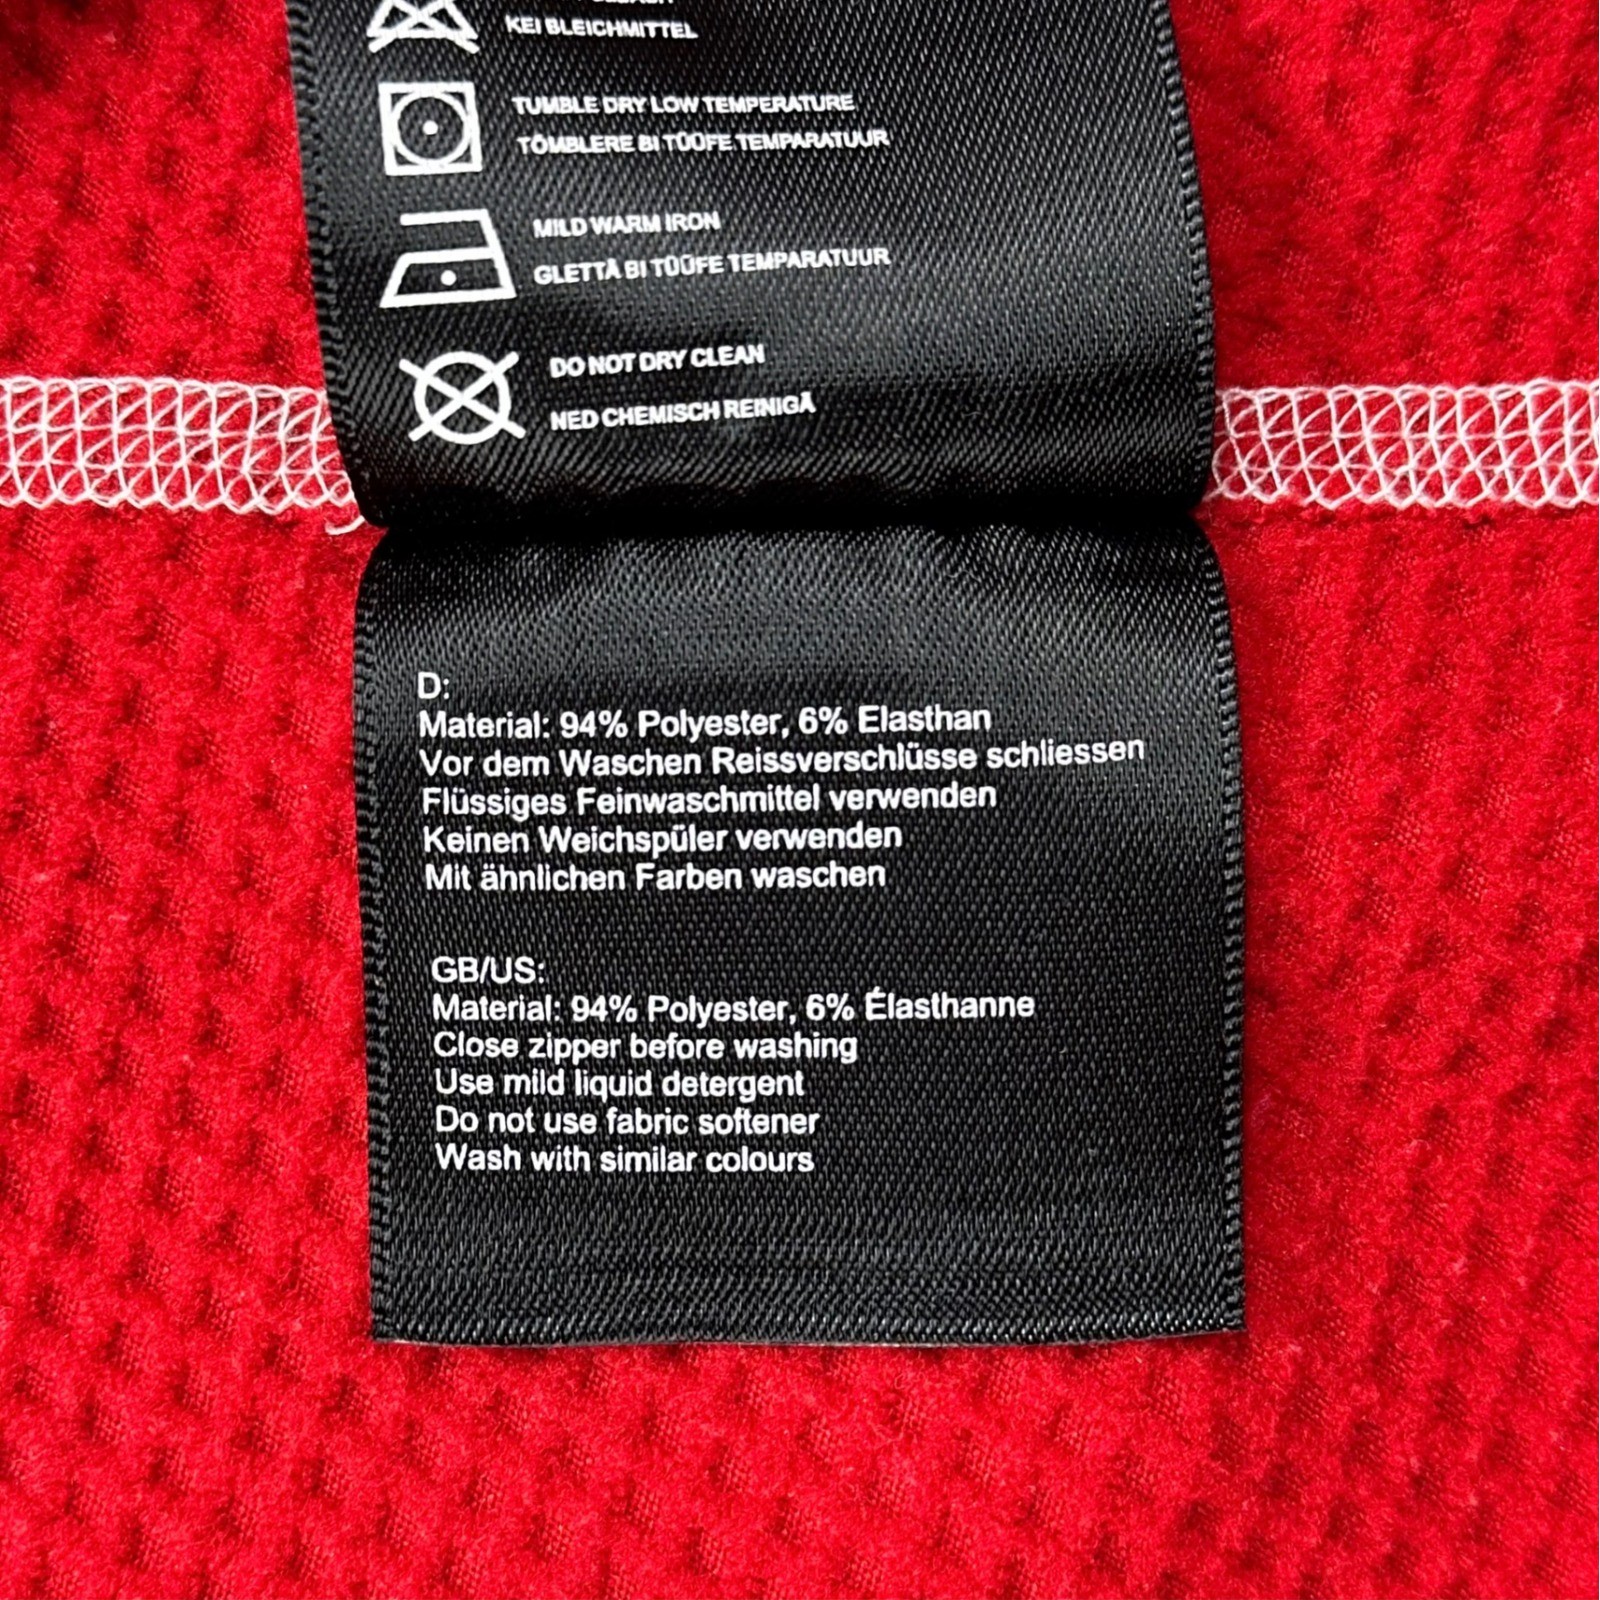 KEI BLEICHMITTEL
TUMBLE DRY LOW TEMPERATURE
TÖMBLERE BI TÜÜFE TEMPARATUUR
MILD WARM IRON
GLETTÄ BI TÜÜFE TEMPARATUUR
DO NOT DRY CLEAN
NED CHEMISCH REINIGÄ
D:
Material: 94% Polyester, 6% Elasthan
Vor dem Waschen Reissverschlüsse schliessen
Flüssiges Feinwaschmittel verwenden
Keinen Weichspüler verwenden
Mit ähnlichen Farben waschen
GB/US:
Material: 94% Polyester, 6% Élasthanne
Close zipper before washing
Use mild liquid detergent
Do not use fabric softener
Wash with similar colours